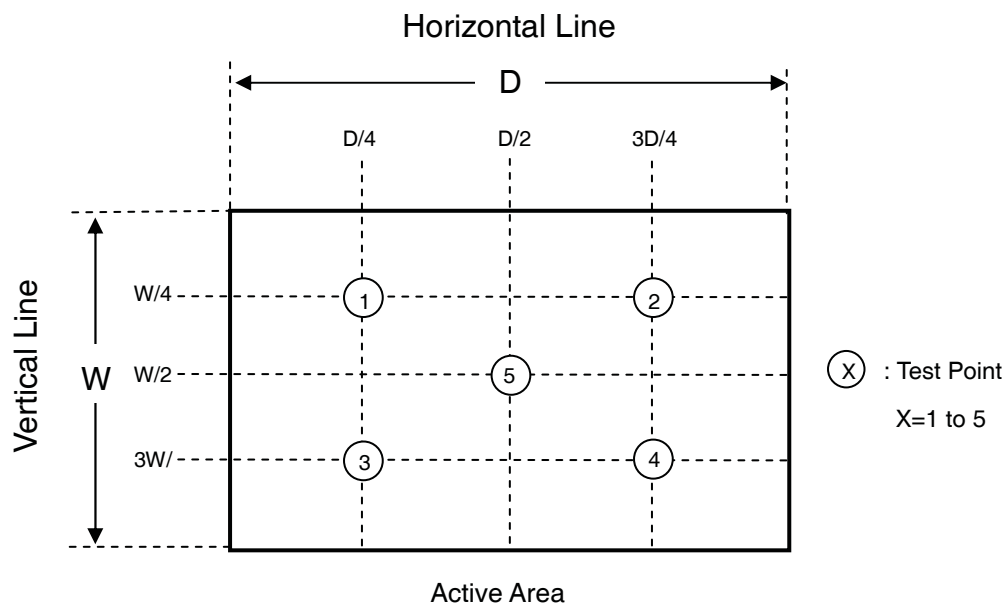 Horizontal Line
D
D/4 D/2 3D/4
W/4
1 2
Vertical Line
W
W/2
5
X : Test Point
X=1 to 5
3W/
3 4
Active Area